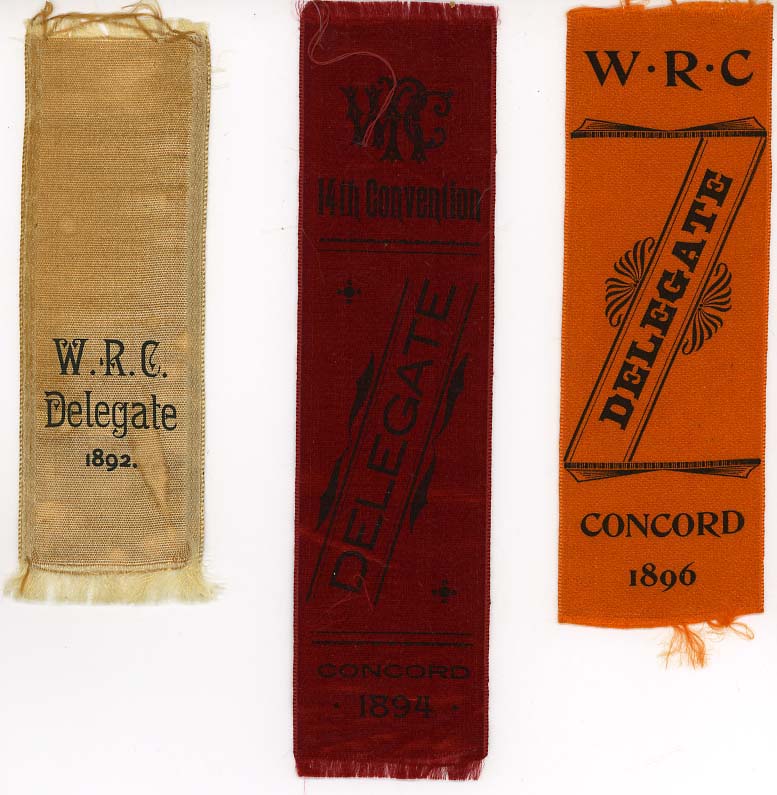 W.·R.C.
Delegate
1892.
WRC
14th Convention
DELEGATE
CONCORD
· 1894 ·
W·R·C
DELEGATE
CONCORD
1896